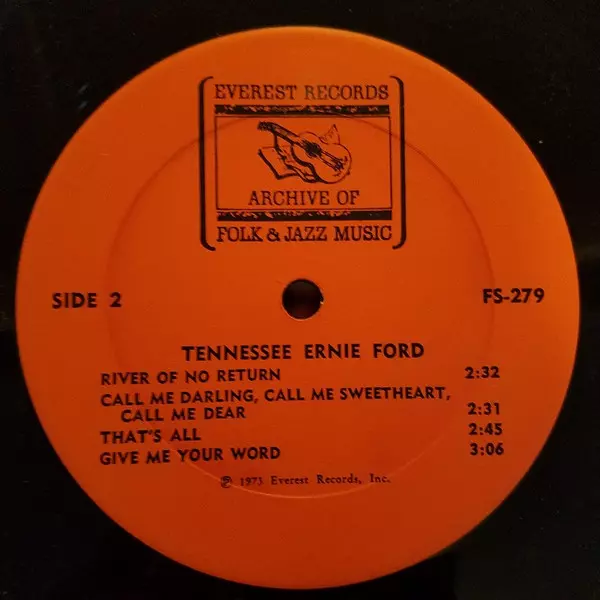 EVEREST RECORDS
ARCHIVE OF
FOLK & JAZZ MUSIC
SIDE 2
FS-279
TENNESSEE ERNIE FORD
RIVER OF NO RETURN 2:32
CALL ME DARLING, CALL ME SWEETHEART,
CALL ME DEAR 2:31
THAT'S ALL 2:45
GIVE ME YOUR WORD 3:06
℗ 1973 Everest Records, Inc.